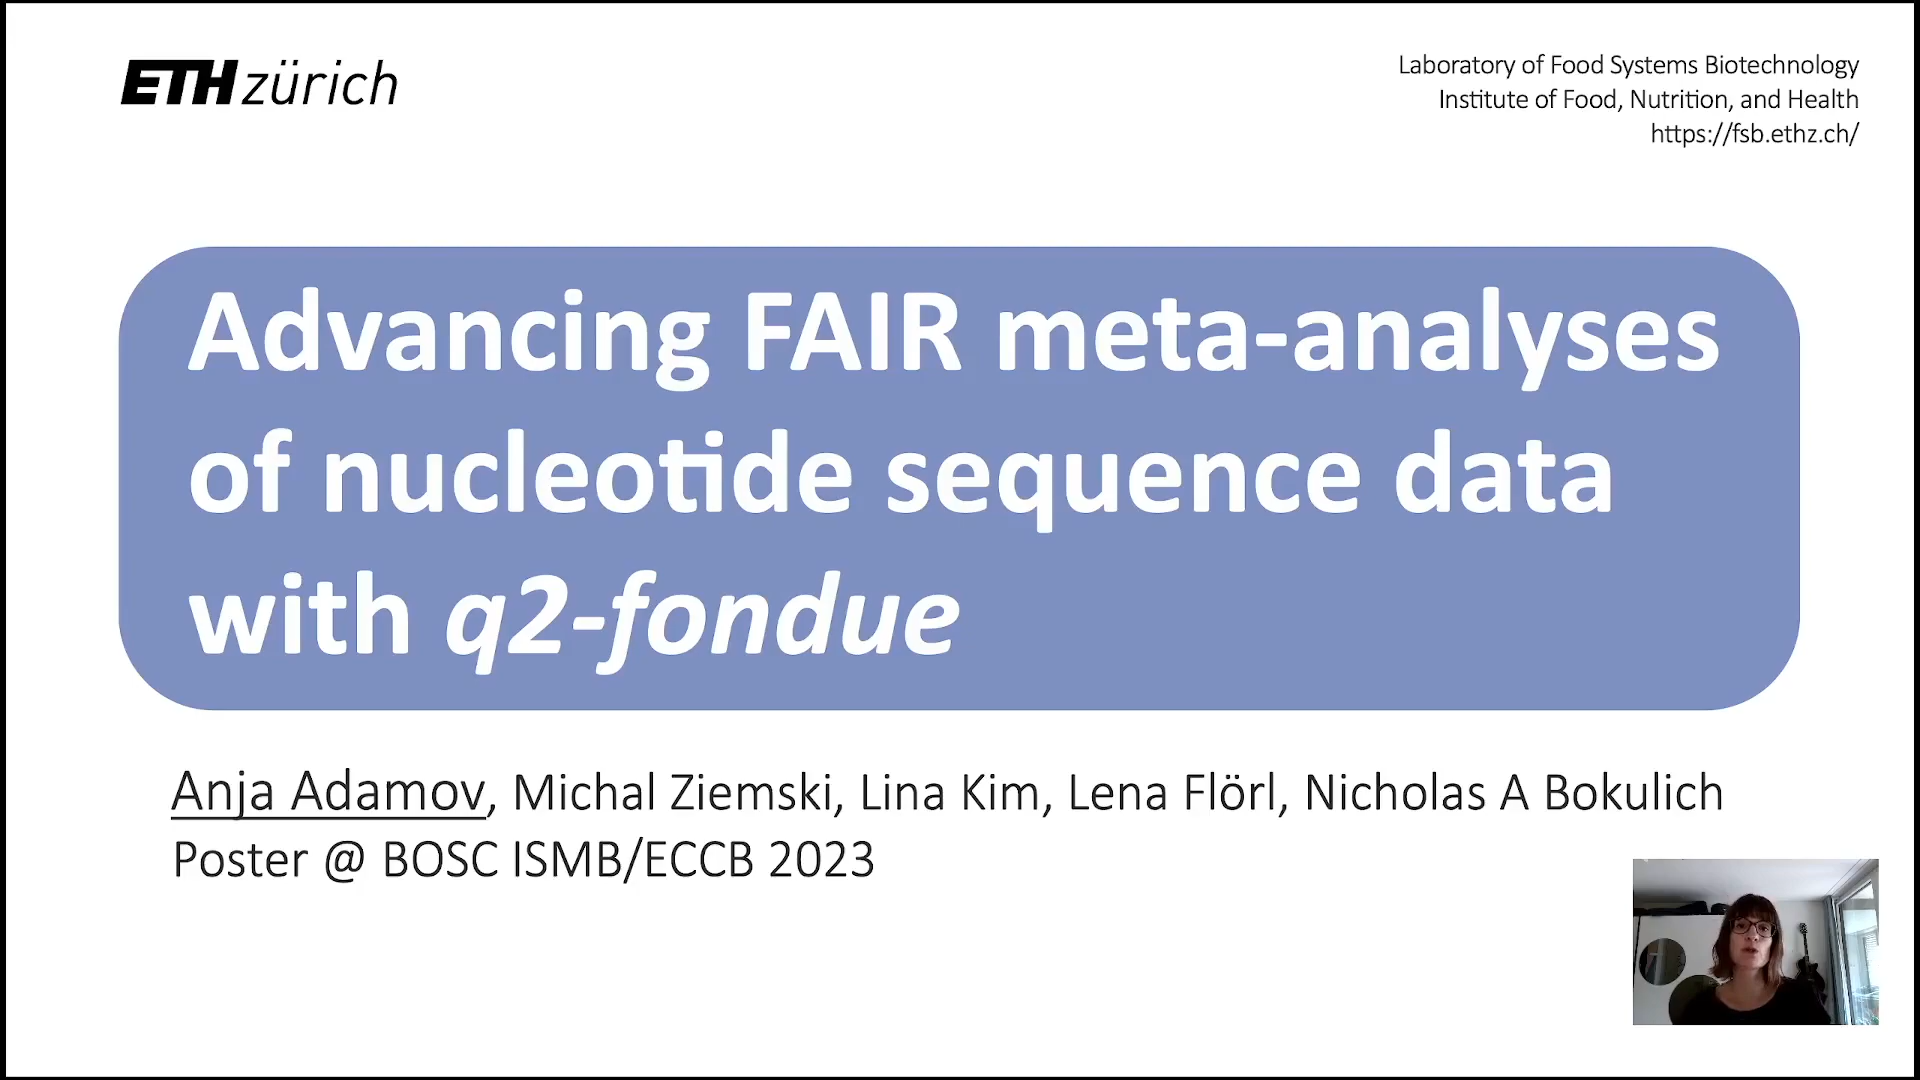 ETH zürich
Laboratory of Food Systems Biotechnology
Institute of Food, Nutrition, and Health
https://fsb.ethz.ch/
Advancing FAIR meta-analyses
of nucleotide sequence data
with q2-fondue
Anja Adamov, Michal Ziemski, Lina Kim, Lena Flörl, Nicholas A Bokulich
Poster @ BOSC ISMB/ECCB 2023